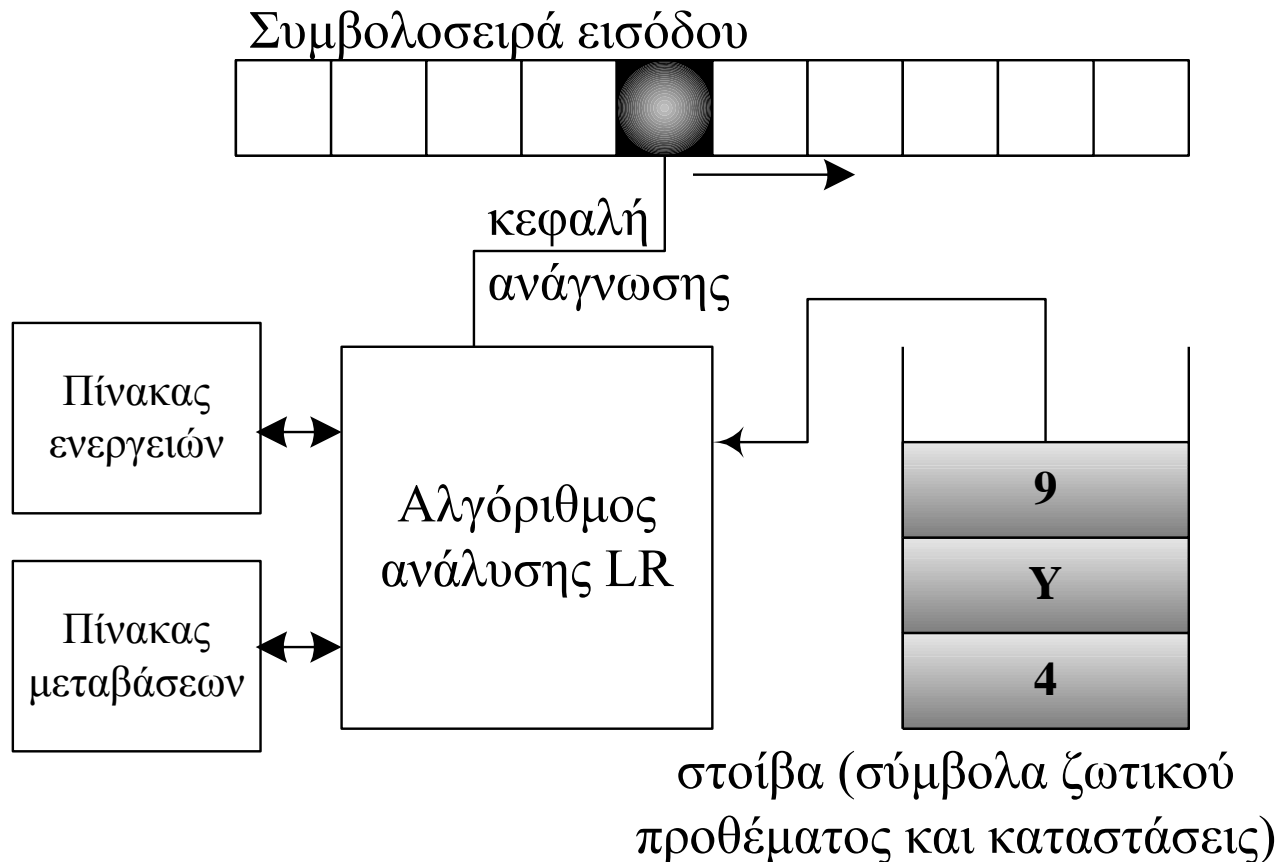 Συμβολοσειρά εισόδου
κεφαλή
ανάγνωσης
Πίνακας
ενεργειών
Αλγόριθμος
ανάλυσης LR
Πίνακας
μεταβάσεων
9
Y
4
στοίβα (σύμβολα ζωτικού
προθέματος και καταστάσεις)